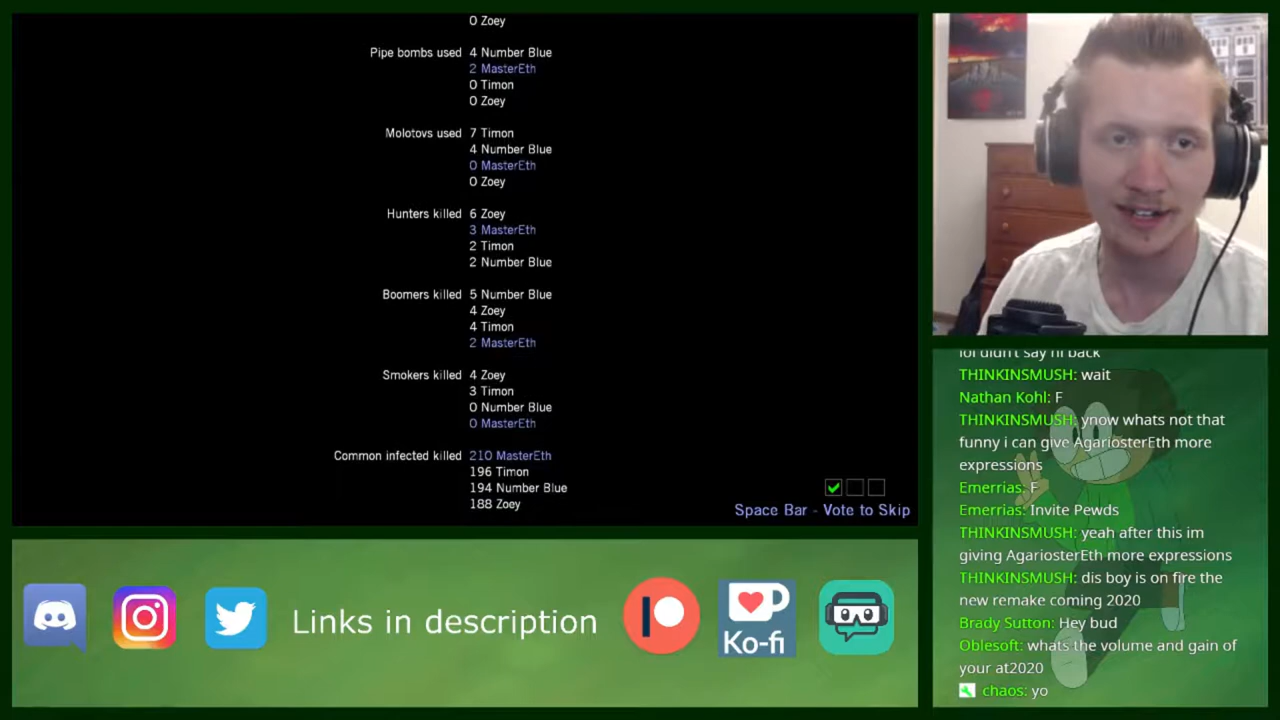 0 Zoey
Pipe bombs used 4 Number Blue
2 MasterEth
0 Timon
0 Zoey
Molotovs used 7 Timon
4 Number Blue
0 MasterEth
0 Zoey
Hunters killed 6 Zoey
3 MasterEth
2 Timon
2 Number Blue
Boomers killed 5 Number Blue
4 Zoey
4 Timon
2 MasterEth
Smokers killed 4 Zoey
3 Timon
0 Number Blue
0 MasterEth
Common infected killed 210 MasterEth
196 Timon
194 Number Blue
188 Zoey
Space Bar - Vote to Skip
lol didn't say hi back
THINKINSMUSH: wait
Nathan Kohl: F
THINKINSMUSH: ynow whats not that
funny i can give AgariosterEth more
expressions
Emerrias: F
Emerrias: Invite Pewds
THINKINSMUSH: yeah after this im
giving AgariosterEth more expressions
THINKINSMUSH: dis boy is on fire the
new remake coming 2020
Brady Sutton: Hey bud
Oblesoft: whats the volume and gain of
your at2020
chaos: yo
Links in description
Ko-fi